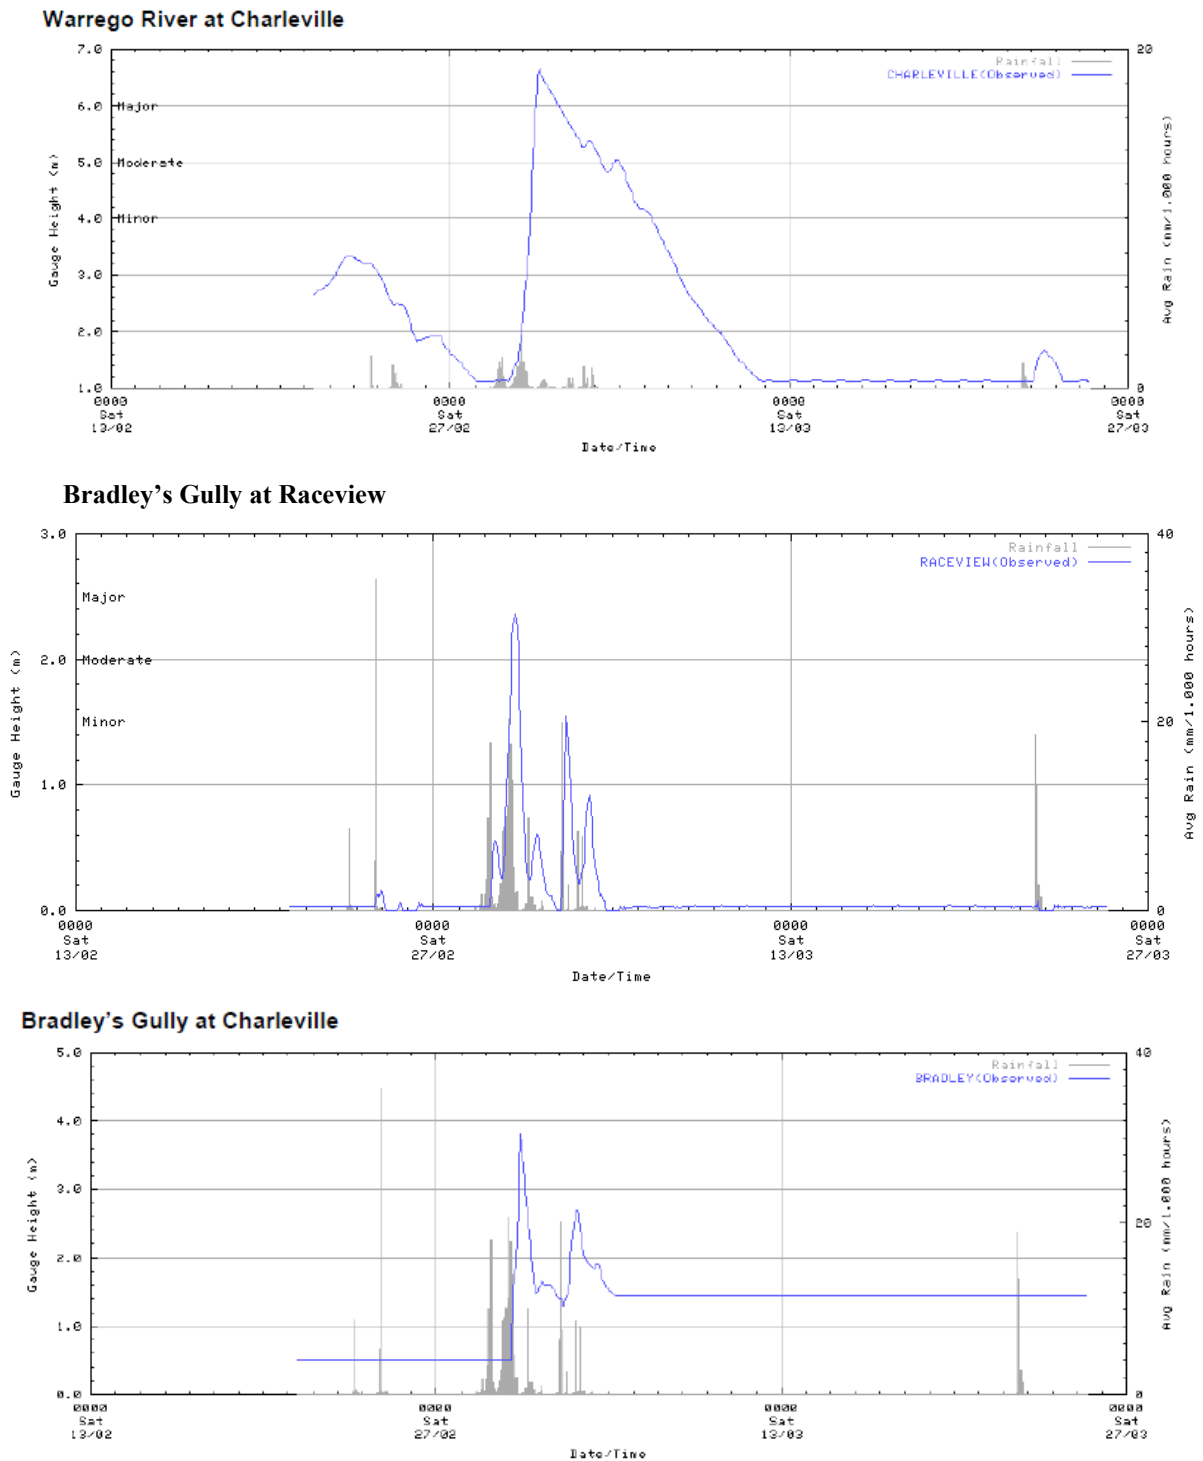 Warrego River at Charleville
7.0
6.0
5.0
4.0
3.0
2.0
1.0
Gauge Height (m)
Major
Moderate
Minor
Rainfall
CHARLEVILLE(Observed)
20
0
Avg Rain (mm/1.000 hours)
0000 0000 0000 0000
Sat Sat Sat Sat
13/02 27/02 13/03 27/03
Date/Time
Bradley’s Gully at Raceview
3.0
2.0
1.0
0.0
Gauge Height (m)
Major
Moderate
Minor
Rainfall
RACEVIEW(Observed)
40
20
0
Avg Rain (mm/1.000 hours)
0000 0000 0000 0000
Sat Sat Sat Sat
13/02 27/02 13/03 27/03
Date/Time
Bradley’s Gully at Charleville
5.0
4.0
3.0
2.0
1.0
0.0
Gauge Height (m)
Rainfall
BRADLEY(Observed)
40
20
0
Avg Rain (mm/1.000 hours)
0000 0000 0000 0000
Sat Sat Sat Sat
13/02 27/02 13/03 27/03
Date/Time